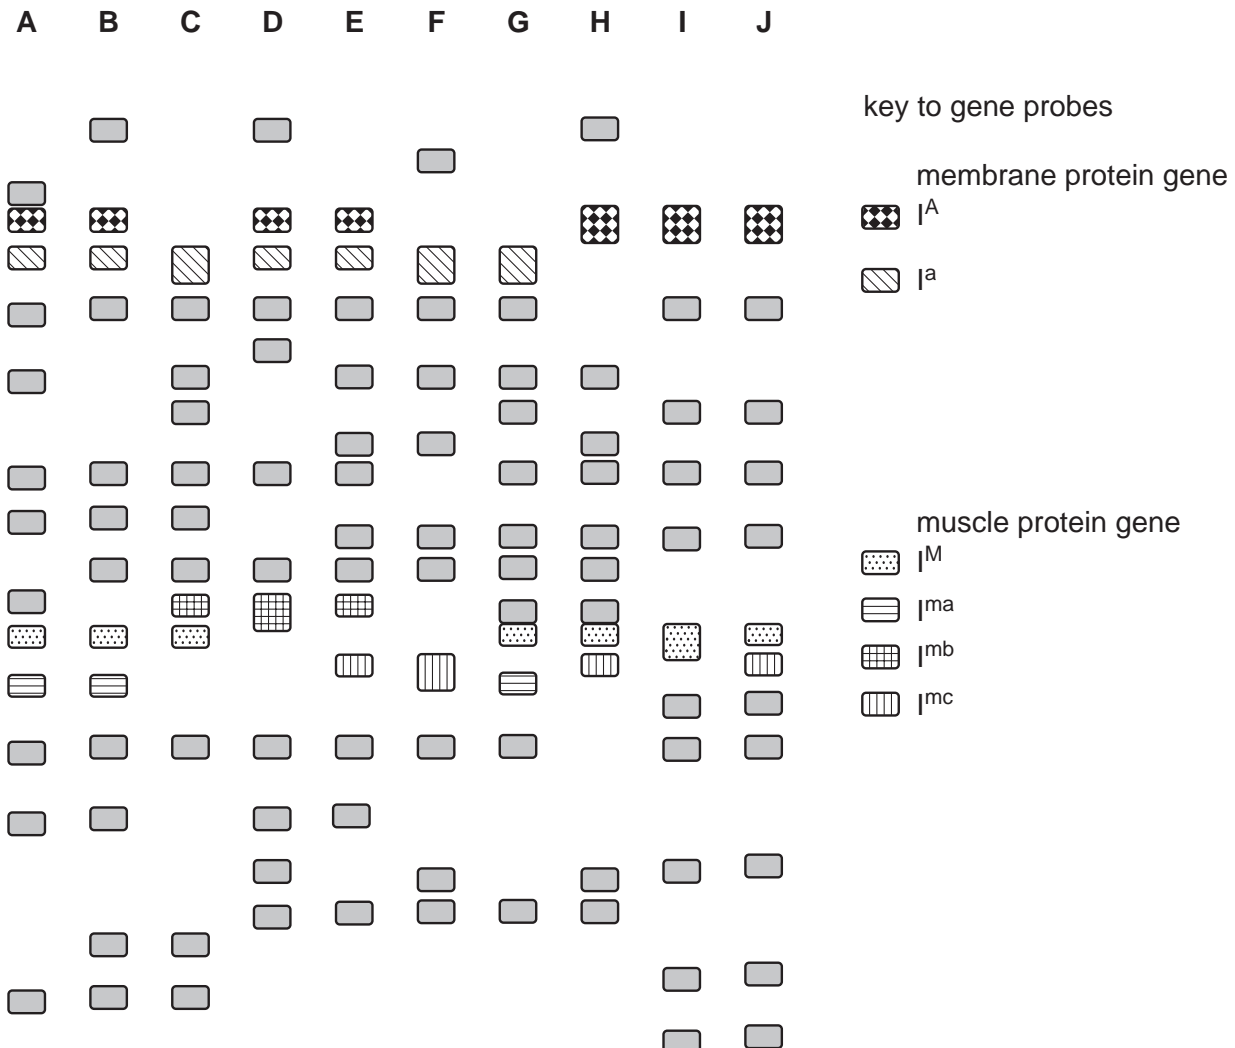 A B C D E F G H I J
key to gene probes
membrane protein gene
I^A
I^a
muscle protein gene
I^M
I^ma
I^mb
I^mc